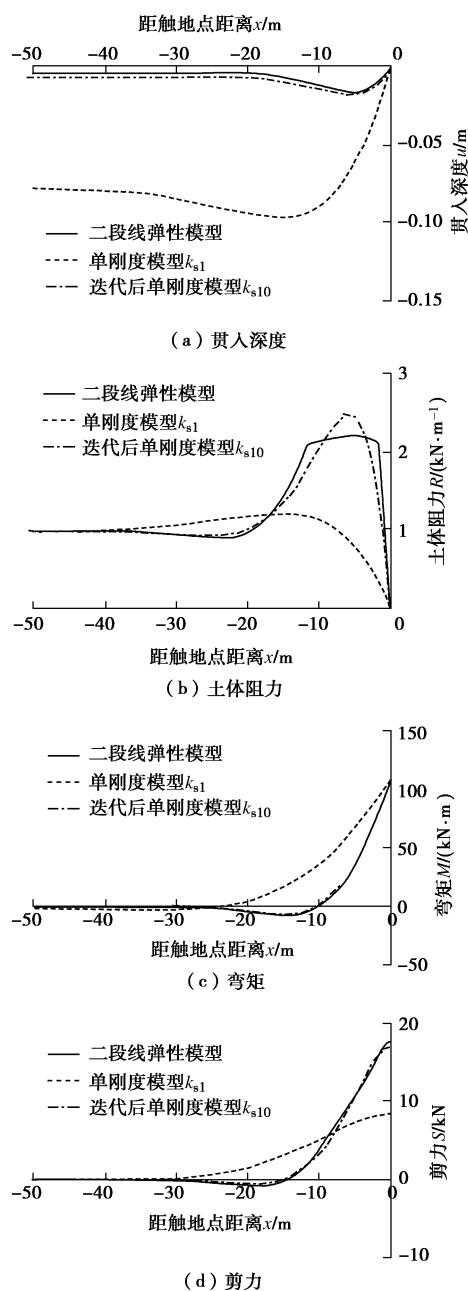 距触地点距离x/m
-50 -40 -30 -20 -10 0
-0.05
-0.10
-0.15
贯入深度u/m
二段线弹性模型
单刚度模型ks1
迭代后单刚度模型ks10
(a)贯入深度
3
2
1
土体阻力R/(kN·m⁻¹)
二段线弹性模型
单刚度模型ks1
迭代后单刚度模型ks10
-50 -40 -30 -20 -10 0
距触地点距离x/m
(b)土体阻力
150
100
50
0
-50
弯矩M/(kN·m)
二段线弹性模型
单刚度模型ks1
迭代后单刚度模型ks10
-50 -40 -30 -20 -10
距触地点距离x/m
(c)弯矩
20
10
0
-10
剪力S/kN
二段线弹性模型
单刚度模型ks1
迭代后单刚度模型ks10
-50 -40 -30 -20 -10 0
距触地点距离x/m
(d)剪力